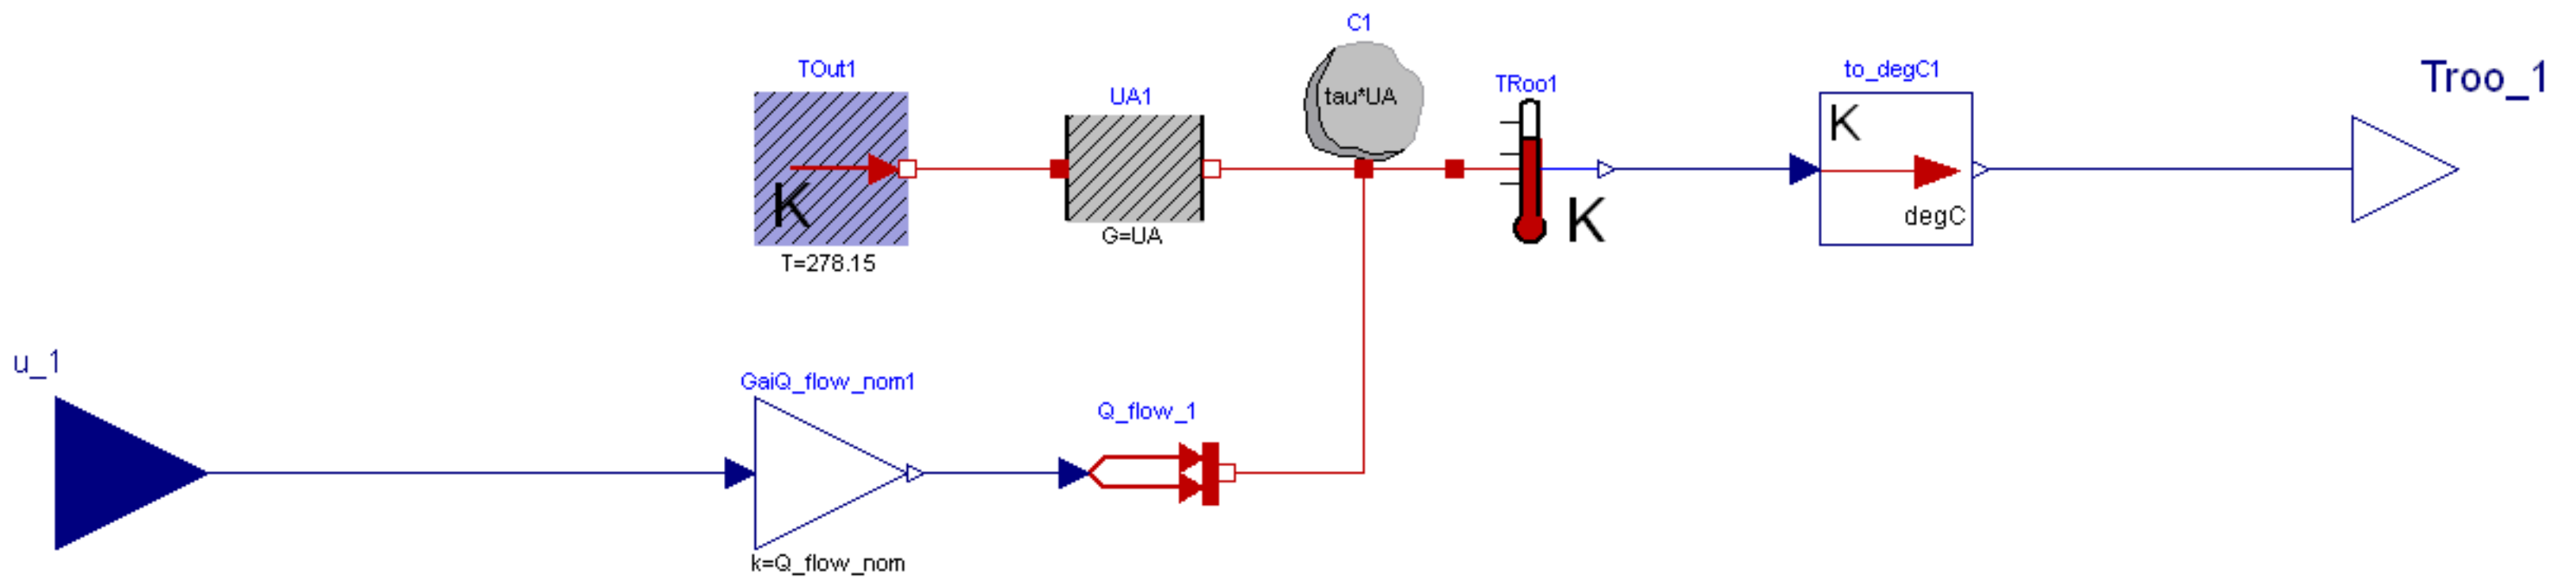 C1
TOut1
UA1
tau*UA
TRoo1
to_degC1
Troo_1
K
K
K
degC
G=UA
T=278.15
u_1
GaiQ_flow_nom1
Q_flow_1
k=Q_flow_nom